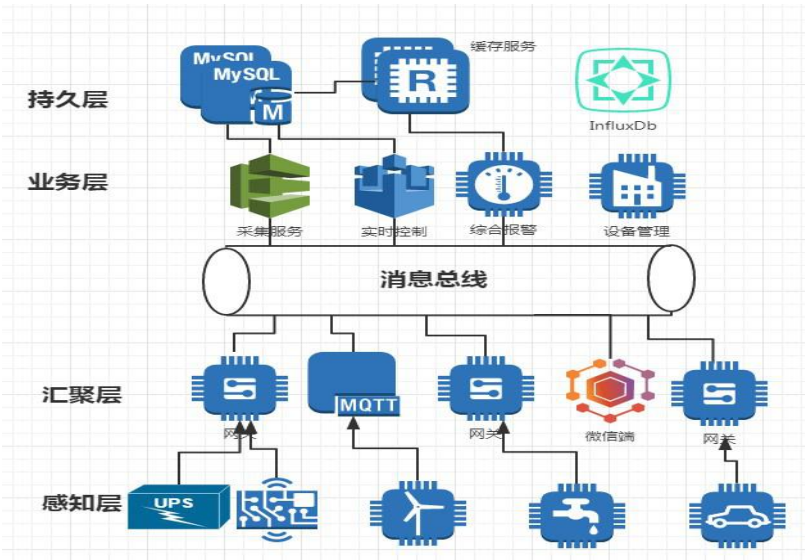 缓存服务
MySQL
MySQL
R
M
持久层
InfluxDb
业务层
采集服务
实时控制
综合报警
设备管理
消息总线
汇聚层
MQTT
网关
网关
微信端
网关
感知层
UPS